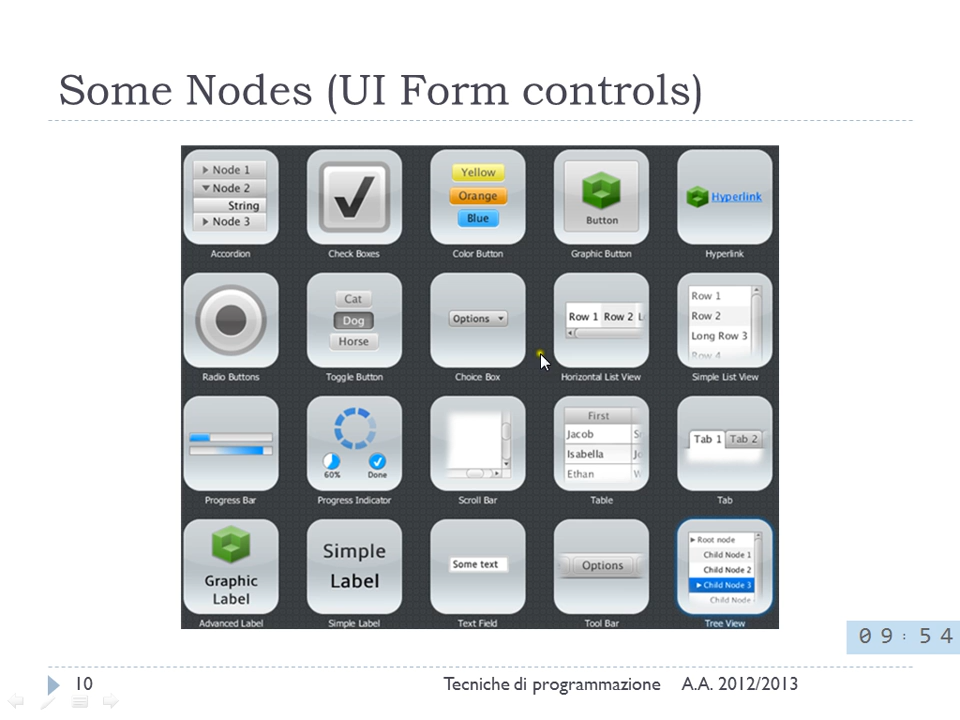 Some Nodes (UI Form controls)
Node 1
Node 2
String
Node 3
Accordion
Check Boxes
Yellow
Orange
Blue
Color Button
Button
Graphic Button
Hyperlink
Hyperlink
Radio Buttons
Cat
Dog
Horse
Toggle Button
Options
Choice Box
Row 1 Row 2 L
Horizontal List View
Row 1
Row 2
Long Row 3
Row 4
Simple List View
Progress Bar
60% Done
Progress Indicator
Scroll Bar
First
Jacob S
Isabella J
Ethan W
Table
Tab 1 Tab 2
Tab
Graphic
Label
Advanced Label
Simple
Label
Simple Label
Some text
Text Field
Options
Tool Bar
Root node
Child Node 1
Child Node 2
Child Node 3
Child Node
Tree View
09:54
10 Tecniche di programmazione A.A. 2012/2013